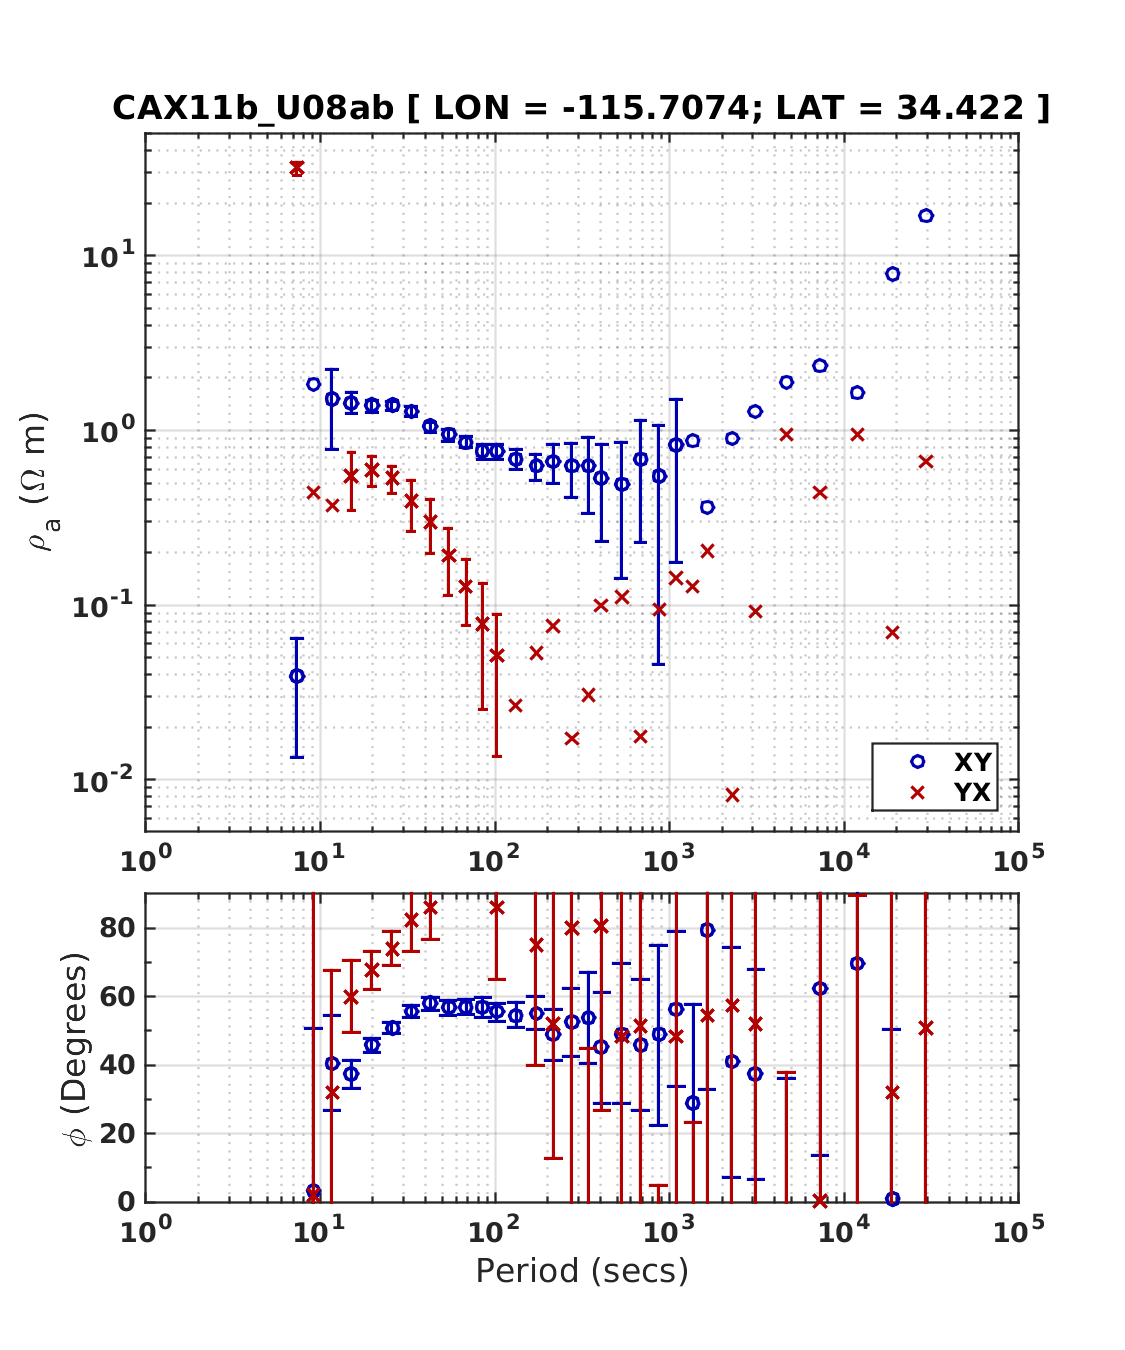 CAX11b_U08ab [ LON = -115.7074; LAT = 34.422 ]
10^1
10^0
10^-1
10^-2
ρ_a (Ω m)
XY
YX
10^0 10^1 10^2 10^3 10^4 10^5
80
60
40
20
0
ϕ (Degrees)
10^0 10^1 10^2 10^3 10^4 10^5
Period (secs)